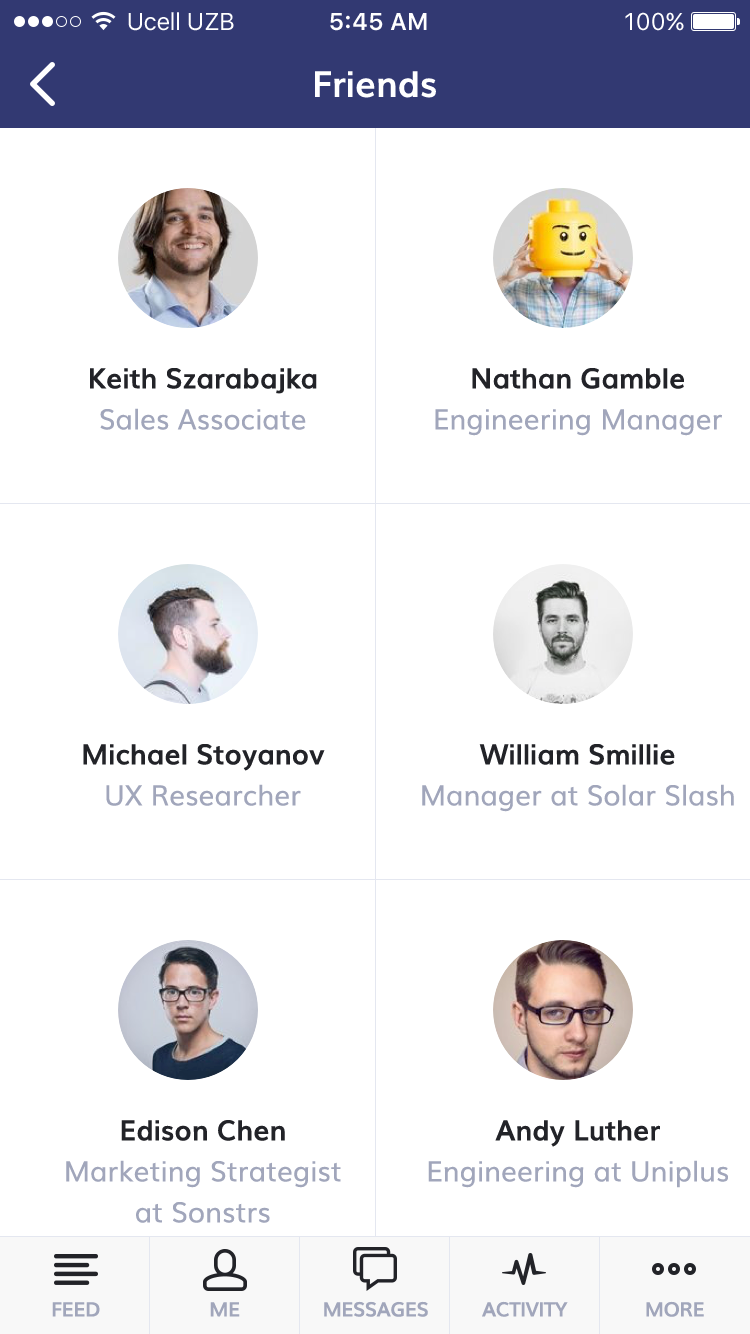 Ucell UZB 5:45 AM 100%
Friends
Keith Szarabajka
Sales Associate
Nathan Gamble
Engineering Manager
Michael Stoyanov
UX Researcher
William Smillie
Manager at Solar Slash
Edison Chen
Marketing Strategist
at Sonstrs
Andy Luther
Engineering at Uniplus
FEED
ME
MESSAGES
ACTIVITY
MORE